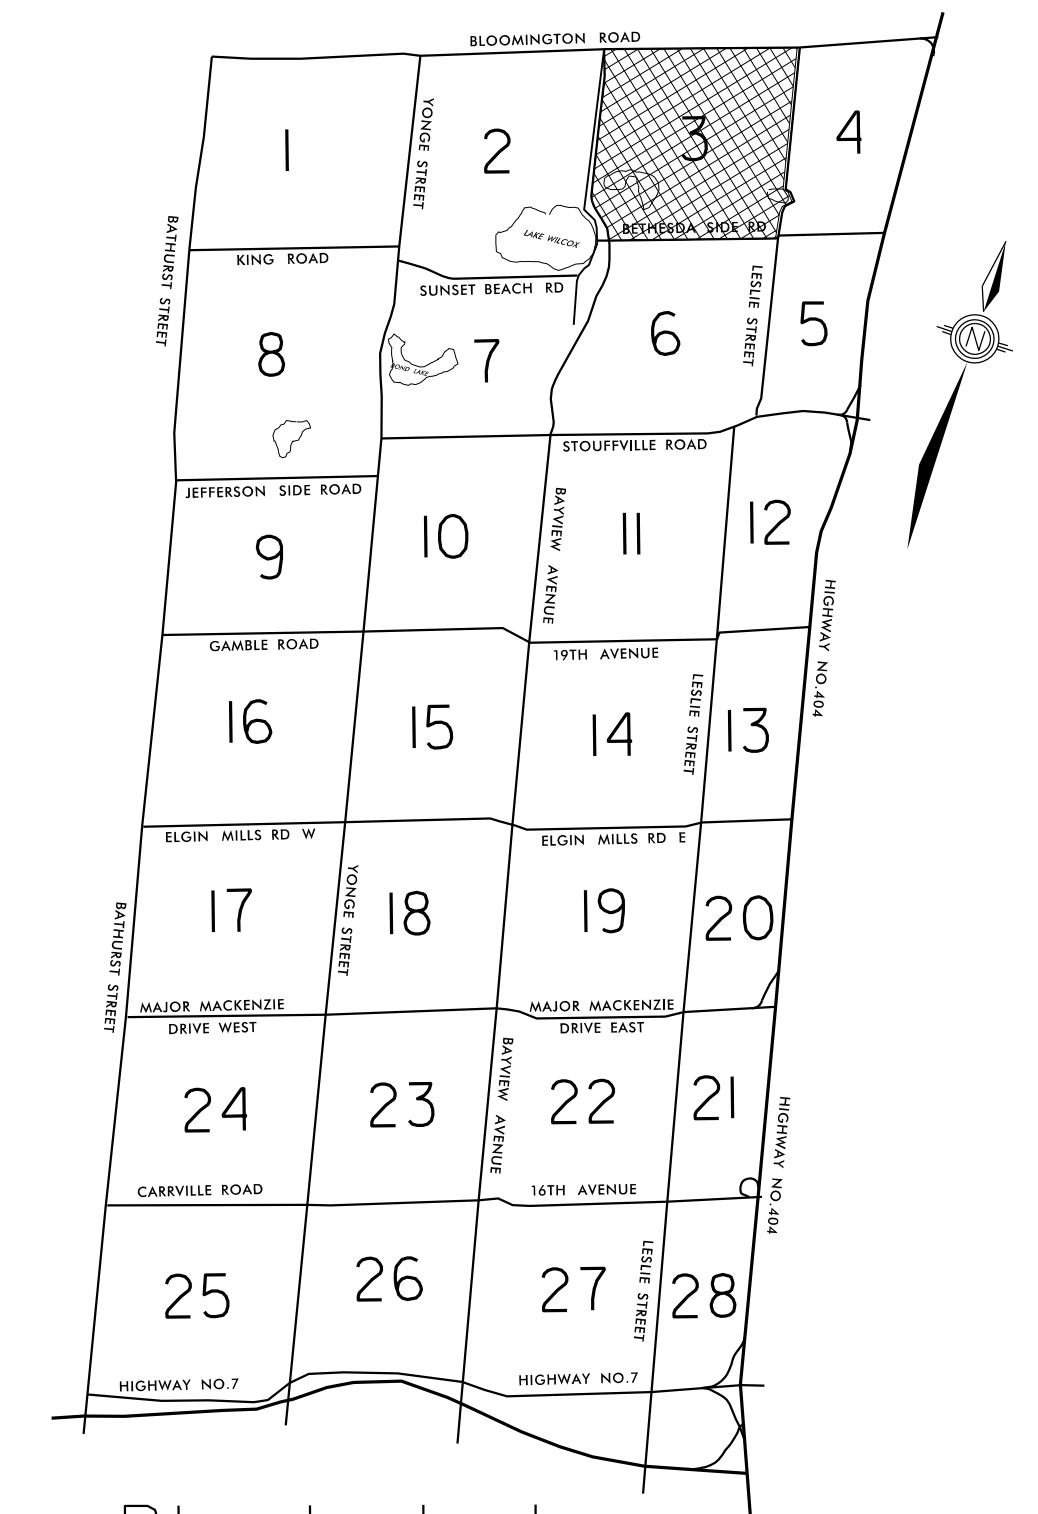 BLOOMINGTON ROAD
1
YONGE STREET
2
3
4
BATHURST STREET
LAKE WILCOX
BETHESDA SIDE RD
KING ROAD
SUNSET BEACH RD
LESLIE STREET
8
BOND LAKE
7
6
5
N
STOUFFVILLE ROAD
JEFFERSON SIDE ROAD
9
10
BAYVIEW AVENUE
11
12
HIGHWAY NO.404
GAMBLE ROAD
19TH AVENUE
16
15
14
LESLIE STREET
13
ELGIN MILLS RD W
ELGIN MILLS RD E
17
YONGE STREET
18
19
20
BATHURST STREET
MAJOR MACKENZIE
DRIVE WEST
MAJOR MACKENZIE
DRIVE EAST
24
23
BAYVIEW AVENUE
22
21
HIGHWAY NO.404
CARRVILLE ROAD
16TH AVENUE
25
26
27
LESLIE STREET
28
HIGHWAY NO.7
HIGHWAY NO.7